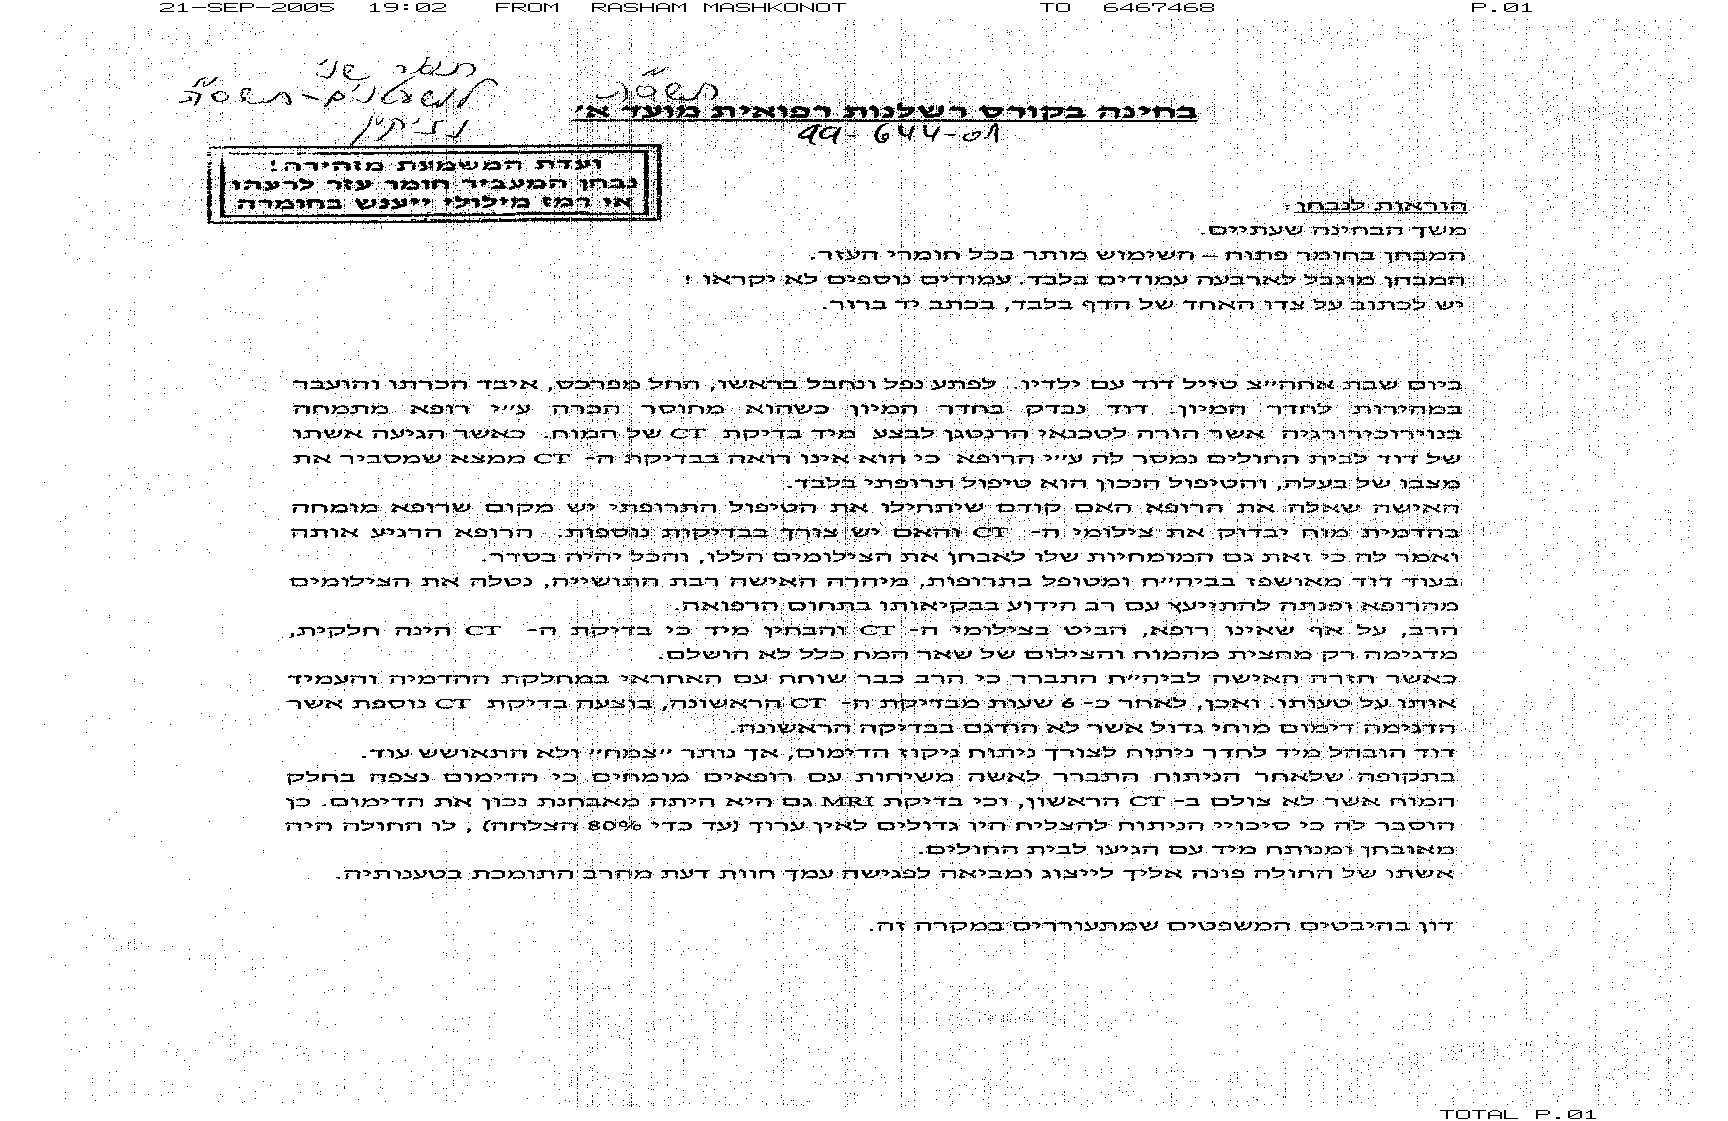 21-SEP-2005 19:02 FROM RASHAM MASHKONOT TO 6467468 P.01
תואר שני
למשפטנים - תשס"ה
תשס"ה
בחינה בקורס רשלנות רפואית מועד א'
99-644-01
ועדת המשמעת מזהירה!
נבחן המעביר חומר עזר לרעהו
או רמז מילולי ייענש בחומרה
הוראות לנבחן:
משך הבחינה שעתיים.
המבחן בחומר פתוח – השימוש מותר בכל חומרי העזר.
המבחן מוגבל לארבעה עמודים בלבד. עמודים נוספים לא יקראו !
יש לכתוב על צדו האחד של הדף בלבד, בכתב יד ברור.
ביום שבת אחה"צ טייל דוד עם ילדיו. לפתע נפל ונחבל בראשו, החל מפרכס, איבד הכרתו והועבר
במהירות לחדר המיון. דוד נבדק בחדר המיון כשהוא מחוסר הכרה ע"י רופא מתמחה
בנוירוכירורגיה אשר הורה לטכנאי הרנטגן לבצע מיד בדיקת CT של המוח. כאשר הגיעה אשתו
של דוד לבית החולים נמסר לה ע"י הרופא כי הוא אינו רואה בבדיקת ה- CT ממצא שמסביר את
מצבו של בעלה, והטיפול הנכון הוא טיפול תרופתי בלבד.
האישה שאלה את הרופא האם קודם שיתחילו את הטיפול התרופתי יש מקום שרופא מומחה
בהדמית מוח יבדוק את צילומי ה- CT והאם יש צורך בבדיקות נוספות. הרופא הרגיע אותה
ואמר לה כי זאת גם המומחיות שלו לאבחן את הצילומים הללו, והכל יהיה בסדר.
בעוד דוד מאושפז בביה"ח ומטופל בתרופות, מיהרה האישה רבת התושייה, נטלה את הצילומים
מהרופא ופנתה להתייעץ עם רב הידוע בבקיאותו בתחום הרפואה.
הרב, על אף שאינו רופא, הביט בצילומי ה- CT והבחין מיד כי בדיקת ה- CT הינה חלקית,
מדגימה רק מחצית מהמוח והצילום של שאר המח כלל לא הושלם.
כאשר חזרה האישה לביה"ח התברר כי הרב כבר שוחח עם האחראי במחלקת ההדמיה והעמיד
אותו על טעותו. ואכן, לאחר כ- 6 שעות מבדיקת ה- CT הראשונה, בוצעה בדיקת CT נוספת אשר
הדגימה דימום מוחי גדול אשר לא הודגם בבדיקה הראשונה.
דוד הובהל מיד לחדר ניתוח לצורך ניתוח ניקוז הדימום, אך נותר "צמח" ולא התאושש עוד.
בתקופה שלאחר הניתוח התברר לאשה משיחות עם רופאים מומחים כי הדימום נצפה בחלק
המוח אשר לא צולם ב- CT הראשון, וכי בדיקת MRI גם היא היתה מאבחנת נכון את הדימום. כן
הוסבר לה כי סיכויי הניתוח להצליח היו גדולים לאין ערוך (עד כדי 80% הצלחה) , לו החולה היה
מאובחן ומנותח מיד עם הגיעו לבית החולים.
אשתו של החולה פונה אליך לייצוג ומביאה לפגישה עמך חוות דעת מהרב התומכת בטענותיה.
דון בהיבטים המשפטים שמתעוררים במקרה זה.
TOTAL P.01